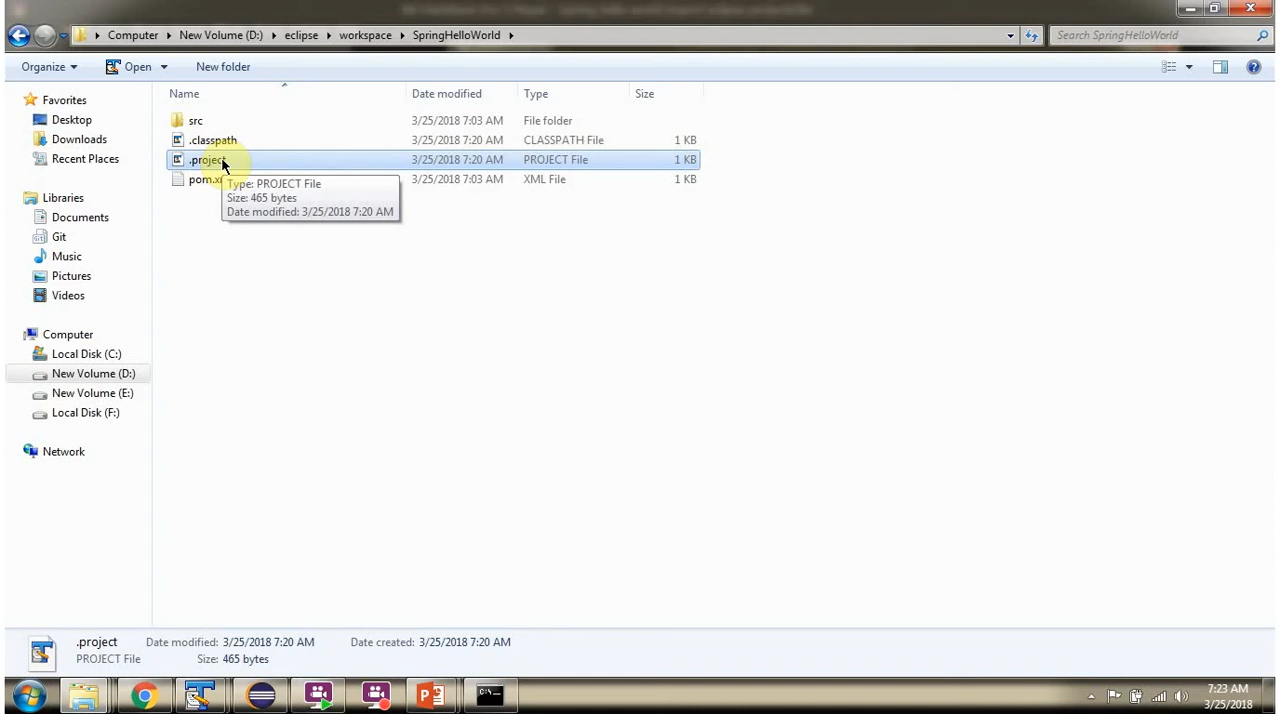 Computer New Volume (D:) eclipse workspace SpringHelloWorld Search SpringHelloWorld
Organize Open New folder
Name Date modified Type Size
Favorites
Desktop
Downloads
Recent Places
Libraries
Documents
Git
Music
Pictures
Videos
Computer
Local Disk (C:)
New Volume (D:)
New Volume (E:)
Local Disk (F:)
Network
src 3/25/2018 7:03 AM File folder
.classpath 3/25/2018 7:20 AM CLASSPATH File 1 KB
.project 3/25/2018 7:20 AM PROJECT File 1 KB
pom.x 3/25/2018 7:03 AM XML File 1 KB
Type: PROJECT File
Size: 465 bytes
Date modified: 3/25/2018 7:20 AM
.project Date modified: 3/25/2018 7:20 AM Date created: 3/25/2018 7:20 AM
PROJECT File Size: 465 bytes
7:23 AM
3/25/2018